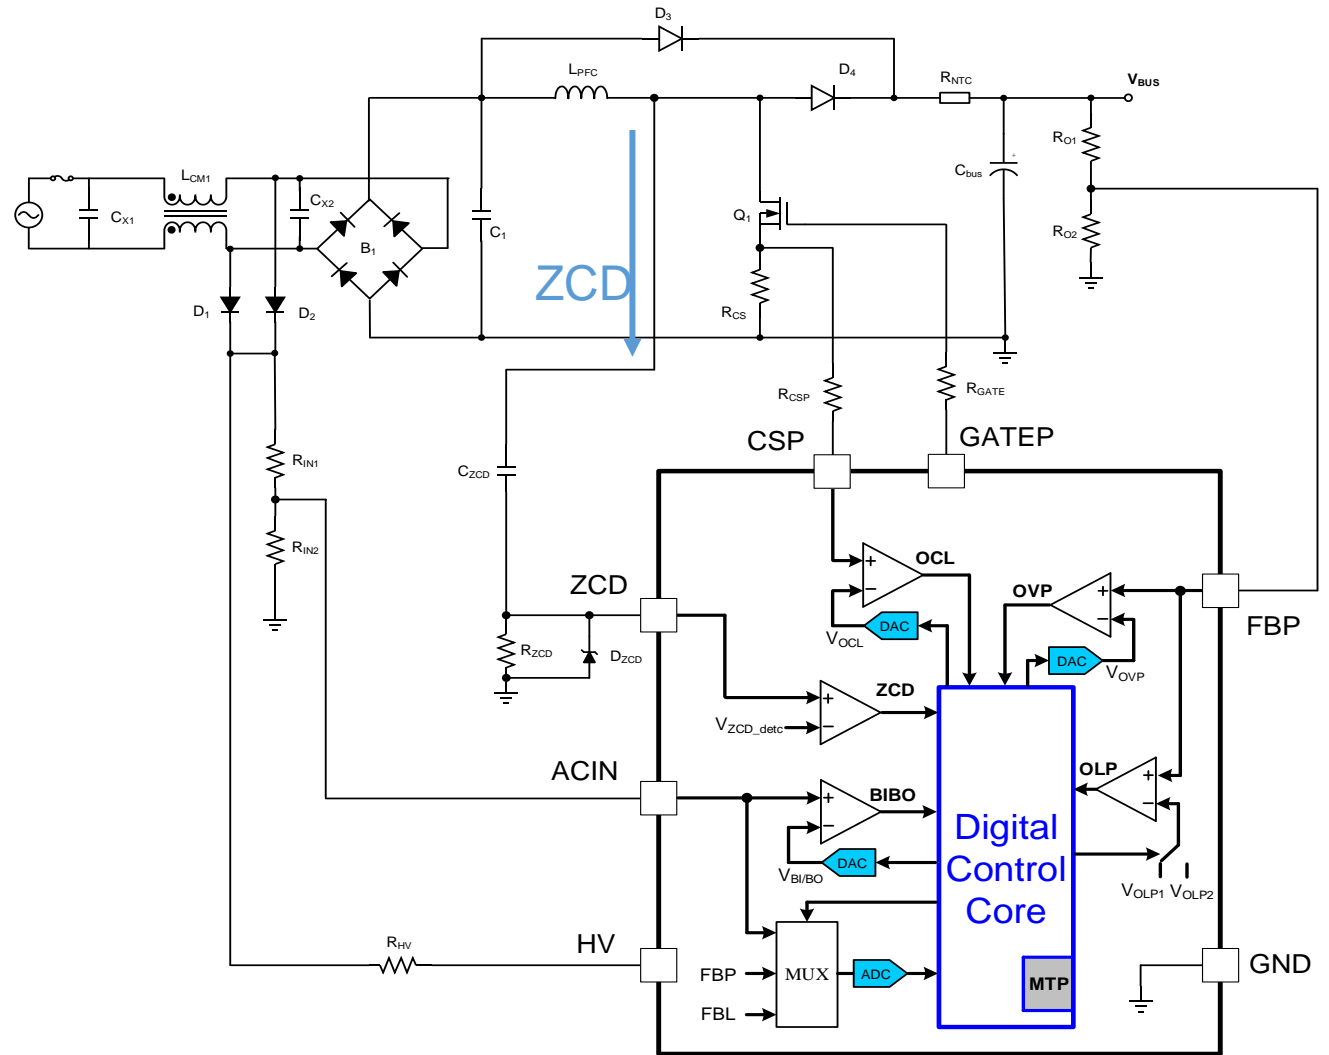 D3
LPFC
D4
RNTC
VBUS
RO1
Cbus
+
LCM1
CX1
CX2
B1
C1
Q1
RO2
ZCD
D1
D2
RCS
RCSP
RGATE
CSP
GATEP
RIN1
CZCD
RIN2
OCL
+
−
ZCD
OVP
+
−
DAC
FBP
VOCL
RZCD
DZCD
DAC
VOVP
ZCD
+
−
VZCD_detc
OLP
+
−
ACIN
BIBO
+
−
Digital
Control
Core
DAC
VBI/BO
VOLP1
VOLP2
RHV
HV
GND
FBP
MUX
ADC
MTP
FBL